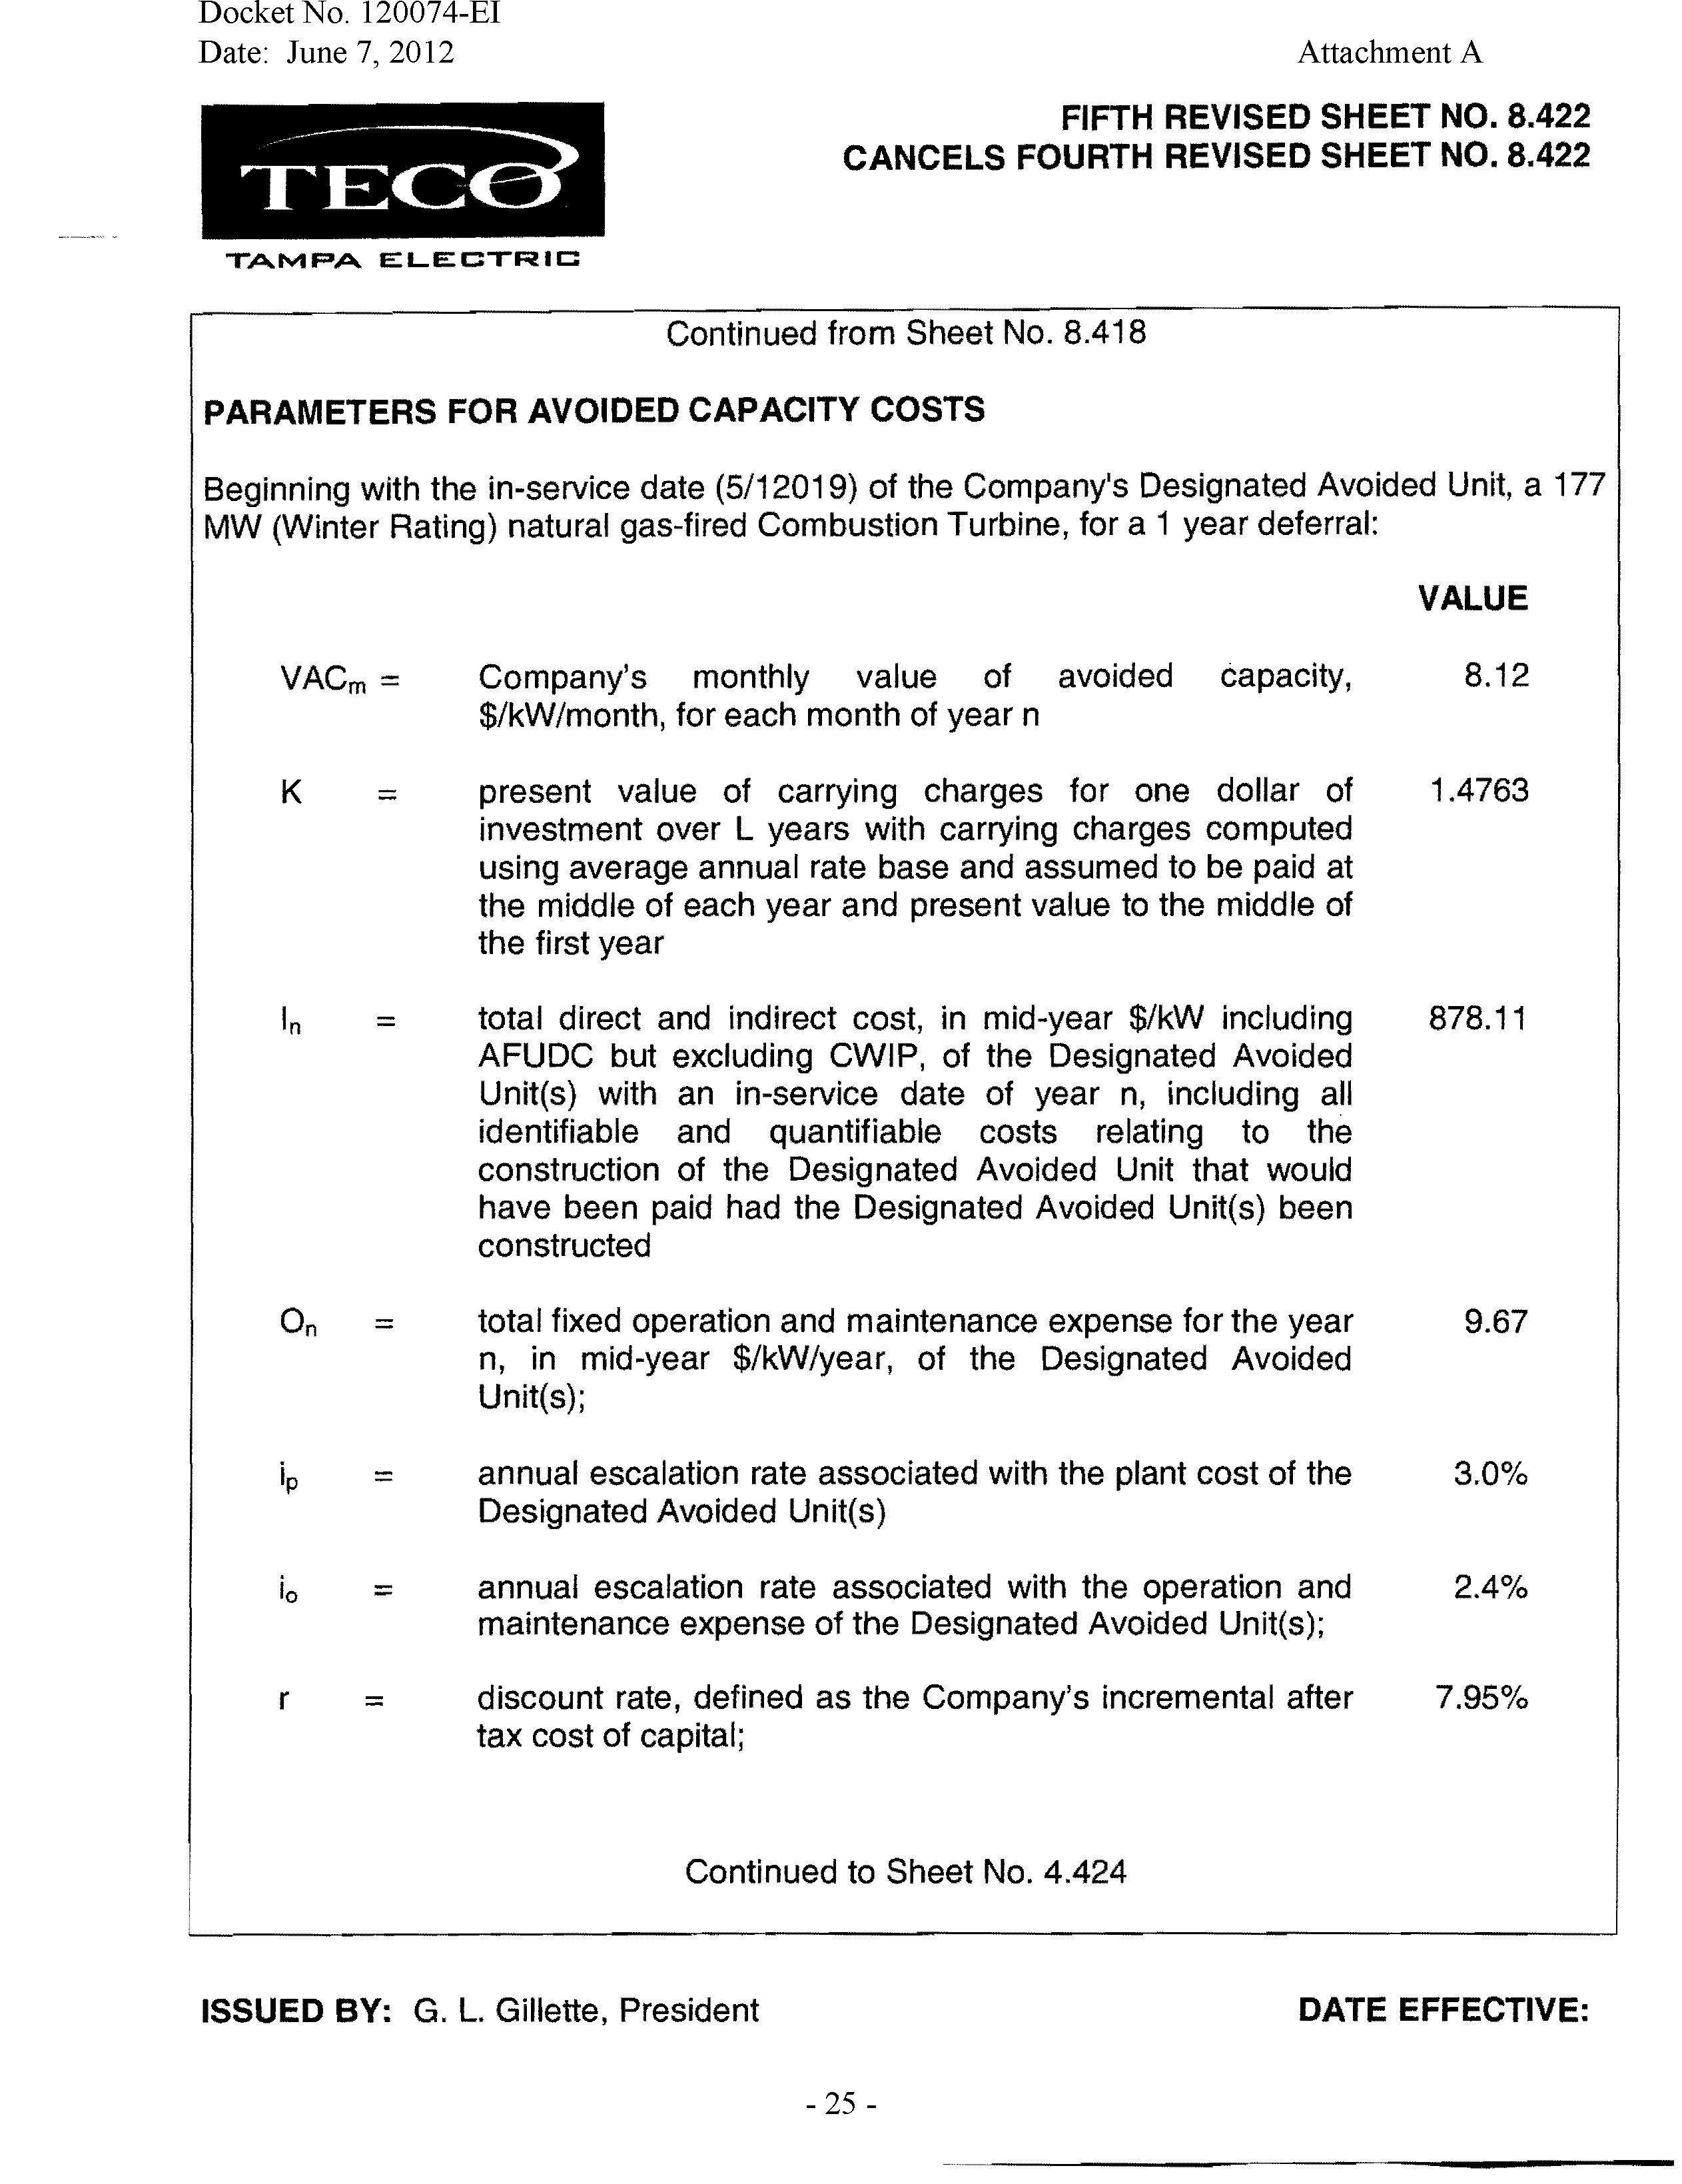 Docket No. 120074-EI
Date: June 7, 2012
Attachment A
FIFTH REVISED SHEET NO. 8.422
CANCELS FOURTH REVISED SHEET NO. 8.422
TECO
TAMPA ELECTRIC
Continued from Sheet No. 8.418
PARAMETERS FOR AVOIDED CAPACITY COSTS
Beginning with the in-service date (5/12019) of the Company's Designated Avoided Unit, a 177
MW (Winter Rating) natural gas-fired Combustion Turbine, for a 1 year deferral:
VALUE
VACm = Company's monthly value of avoided capacity, 8.12
$/kW/month, for each month of year n
K = present value of carrying charges for one dollar of 1.4763
investment over L years with carrying charges computed
using average annual rate base and assumed to be paid at
the middle of each year and present value to the middle of
the first year
In = total direct and indirect cost, in mid-year $/kW including 878.11
AFUDC but excluding CWIP, of the Designated Avoided
Unit(s) with an in-service date of year n, including all
identifiable and quantifiable costs relating to the
construction of the Designated Avoided Unit that would
have been paid had the Designated Avoided Unit(s) been
constructed
On = total fixed operation and maintenance expense for the year 9.67
n, in mid-year $/kW/year, of the Designated Avoided
Unit(s);
ip = annual escalation rate associated with the plant cost of the 3.0%
Designated Avoided Unit(s)
io = annual escalation rate associated with the operation and 2.4%
maintenance expense of the Designated Avoided Unit(s);
r = discount rate, defined as the Company's incremental after 7.95%
tax cost of capital;
Continued to Sheet No. 4.424
ISSUED BY: G. L. Gillette, President
DATE EFFECTIVE:
- 25 -